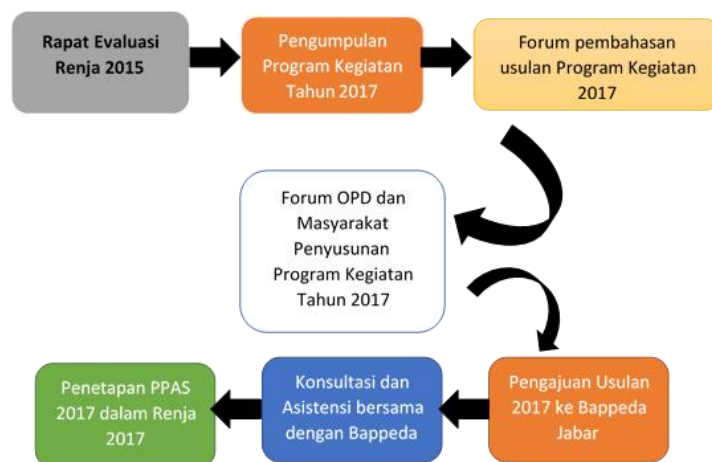 Rapat Evaluasi
Renja 2015
Pengumpulan
Program Kegiatan
Tahun 2017
Forum pembahasan
usulan Program Kegiatan
2017
Forum OPD dan
Masyarakat
Penyusunan
Program Kegiatan
Tahun 2017
Pengajuan Usulan
2017 ke Bappeda
Jabar
Konsultasi dan
Asistensi bersama
dengan Bappeda
Penetapan PPAS
2017 dalam Renja
2017